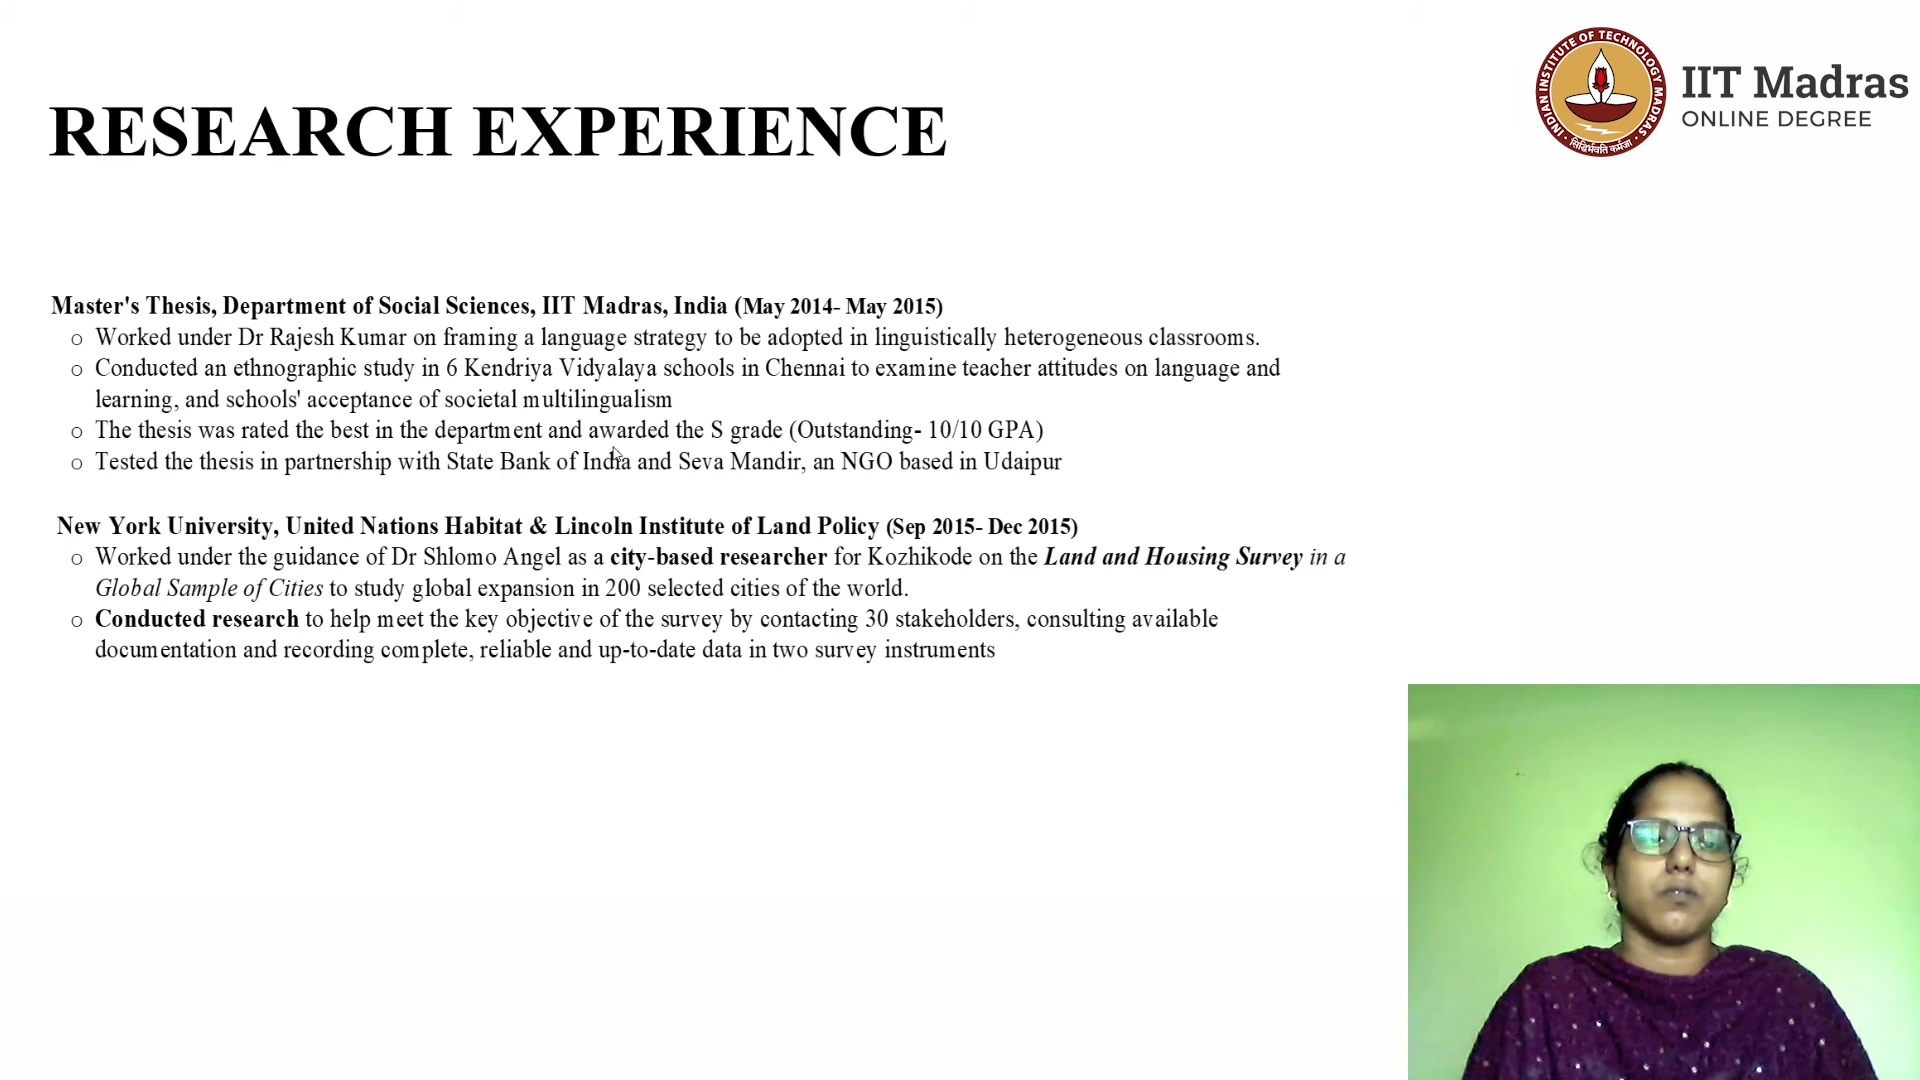 INDIAN INSTITUTE OF TECHNOLOGY MADRAS
सिद्धिर्भवति कर्मजा
IIT Madras
ONLINE DEGREE
RESEARCH EXPERIENCE
Master's Thesis, Department of Social Sciences, IIT Madras, India (May 2014- May 2015)
o Worked under Dr Rajesh Kumar on framing a language strategy to be adopted in linguistically heterogeneous classrooms.
o Conducted an ethnographic study in 6 Kendriya Vidyalaya schools in Chennai to examine teacher attitudes on language and
learning, and schools' acceptance of societal multilingualism
o The thesis was rated the best in the department and awarded the S grade (Outstanding- 10/10 GPA)
o Tested the thesis in partnership with State Bank of India and Seva Mandir, an NGO based in Udaipur
New York University, United Nations Habitat & Lincoln Institute of Land Policy (Sep 2015- Dec 2015)
o Worked under the guidance of Dr Shlomo Angel as a city-based researcher for Kozhikode on the Land and Housing Survey in a
Global Sample of Cities to study global expansion in 200 selected cities of the world.
o Conducted research to help meet the key objective of the survey by contacting 30 stakeholders, consulting available
documentation and recording complete, reliable and up-to-date data in two survey instruments